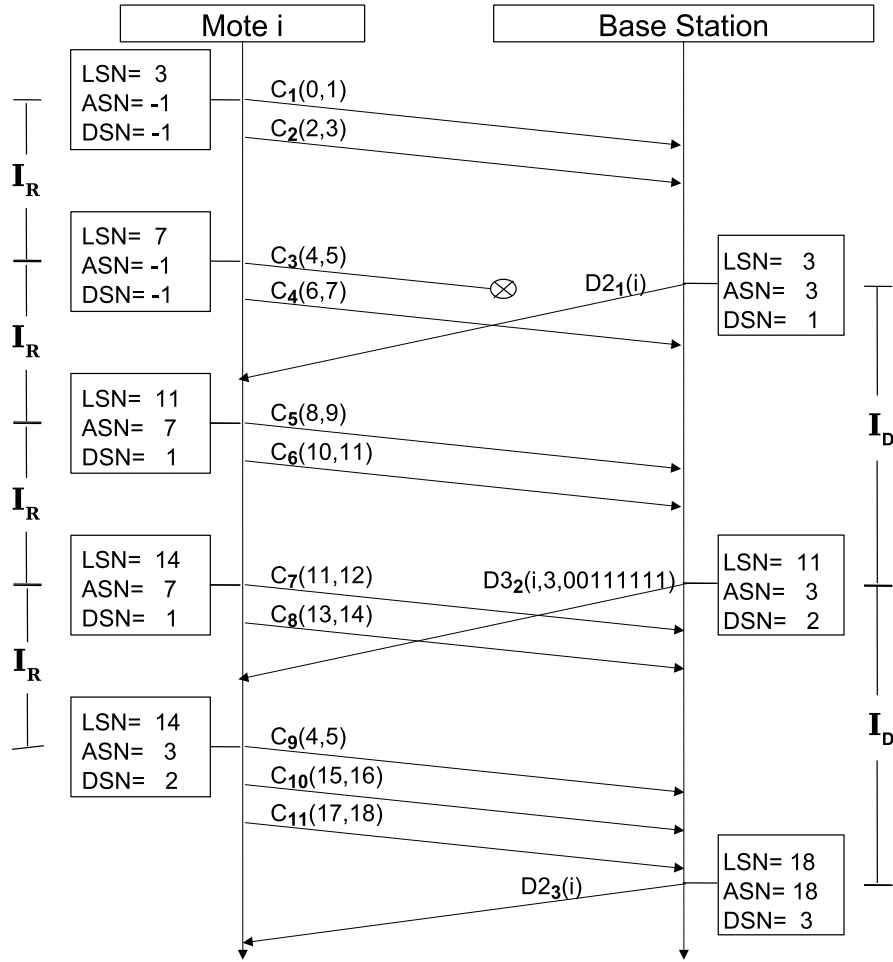 Mote i
Base Station
LSN= 3
ASN= -1
DSN= -1
C1(0,1)
C2(2,3)
IR
LSN= 7
ASN= -1
DSN= -1
C3(4,5)
C4(6,7)
D21(i)
LSN= 3
ASN= 3
DSN= 1
IR
LSN= 11
ASN= 7
DSN= 1
C5(8,9)
C6(10,11)
ID
IR
LSN= 14
ASN= 7
DSN= 1
C7(11,12)
C8(13,14)
D32(i,3,00111111)
LSN= 11
ASN= 3
DSN= 2
IR
LSN= 14
ASN= 3
DSN= 2
C9(4,5)
C10(15,16)
C11(17,18)
ID
D23(i)
LSN= 18
ASN= 18
DSN= 3